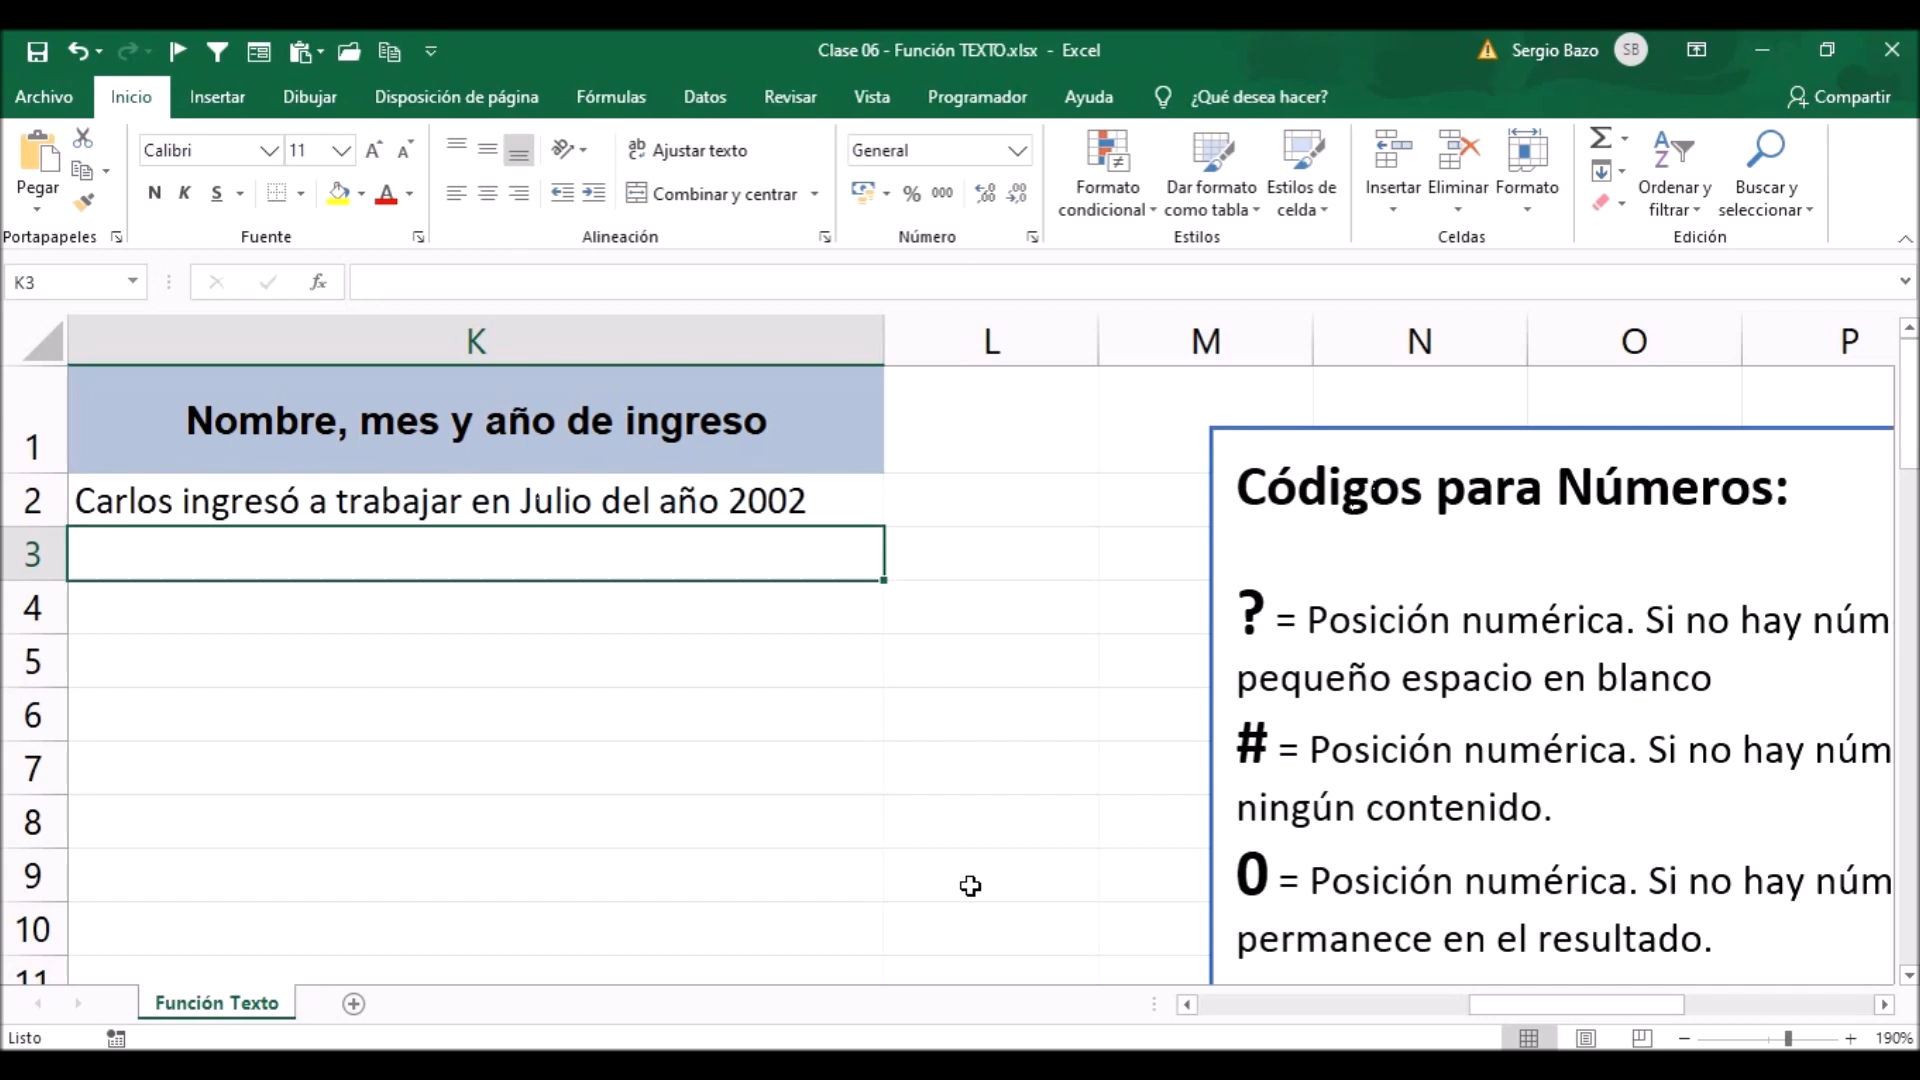 Clase 06 - Función TEXTO.xlsx - Excel
Sergio Bazo
SB
Archivo
Inicio
Insertar
Dibujar
Disposición de página
Fórmulas
Datos
Revisar
Vista
Programador
Ayuda
¿Qué desea hacer?
Compartir
Pegar
Portapapeles
Calibri
11
N K S
Fuente
Ajustar texto
Combinar y centrar
Alineación
General
% 000
Número
Formato condicional
Dar formato como tabla
Estilos de celda
Estilos
Insertar
Eliminar
Formato
Celdas
Ordenar y filtrar
Buscar y seleccionar
Edición
K3
fx
K L M N O P
1 Nombre, mes y año de ingreso
2 Carlos ingresó a trabajar en Julio del año 2002
3
4
5
6
7
8
9
10
11
Códigos para Números:
? = Posición numérica. Si no hay núm
pequeño espacio en blanco
# = Posición numérica. Si no hay núm
ningún contenido.
0 = Posición numérica. Si no hay núm
permanece en el resultado.
Función Texto
Listo
190%